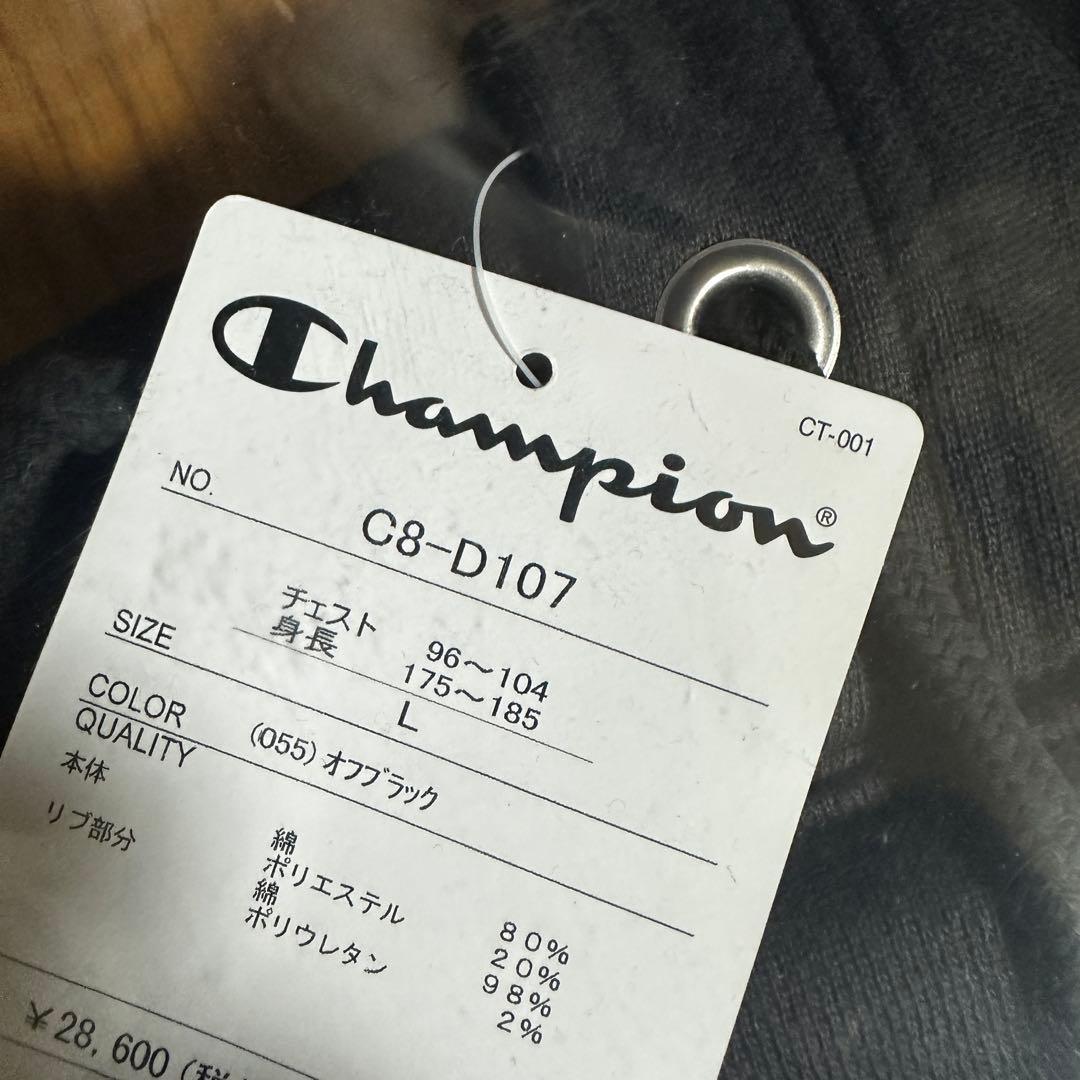 Champion®
CT-001
NO.
C8-D107
チェスト 96～104
身長 175～185
SIZE L
COLOR (055) オフブラック
QUALITY
本体 綿 80%
ポリエステル 20%
リブ部分 綿 98%
ポリウレタン 2%
¥28,600 (税